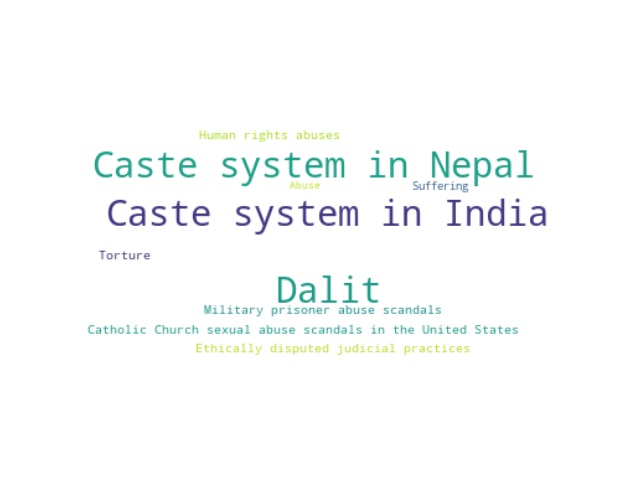 Human rights abuses
Caste system in Nepal
Abuse
Suffering
Caste system in India
Torture
Dalit
Military prisoner abuse scandals
Catholic Church sexual abuse scandals in the United States
Ethically disputed judicial practices